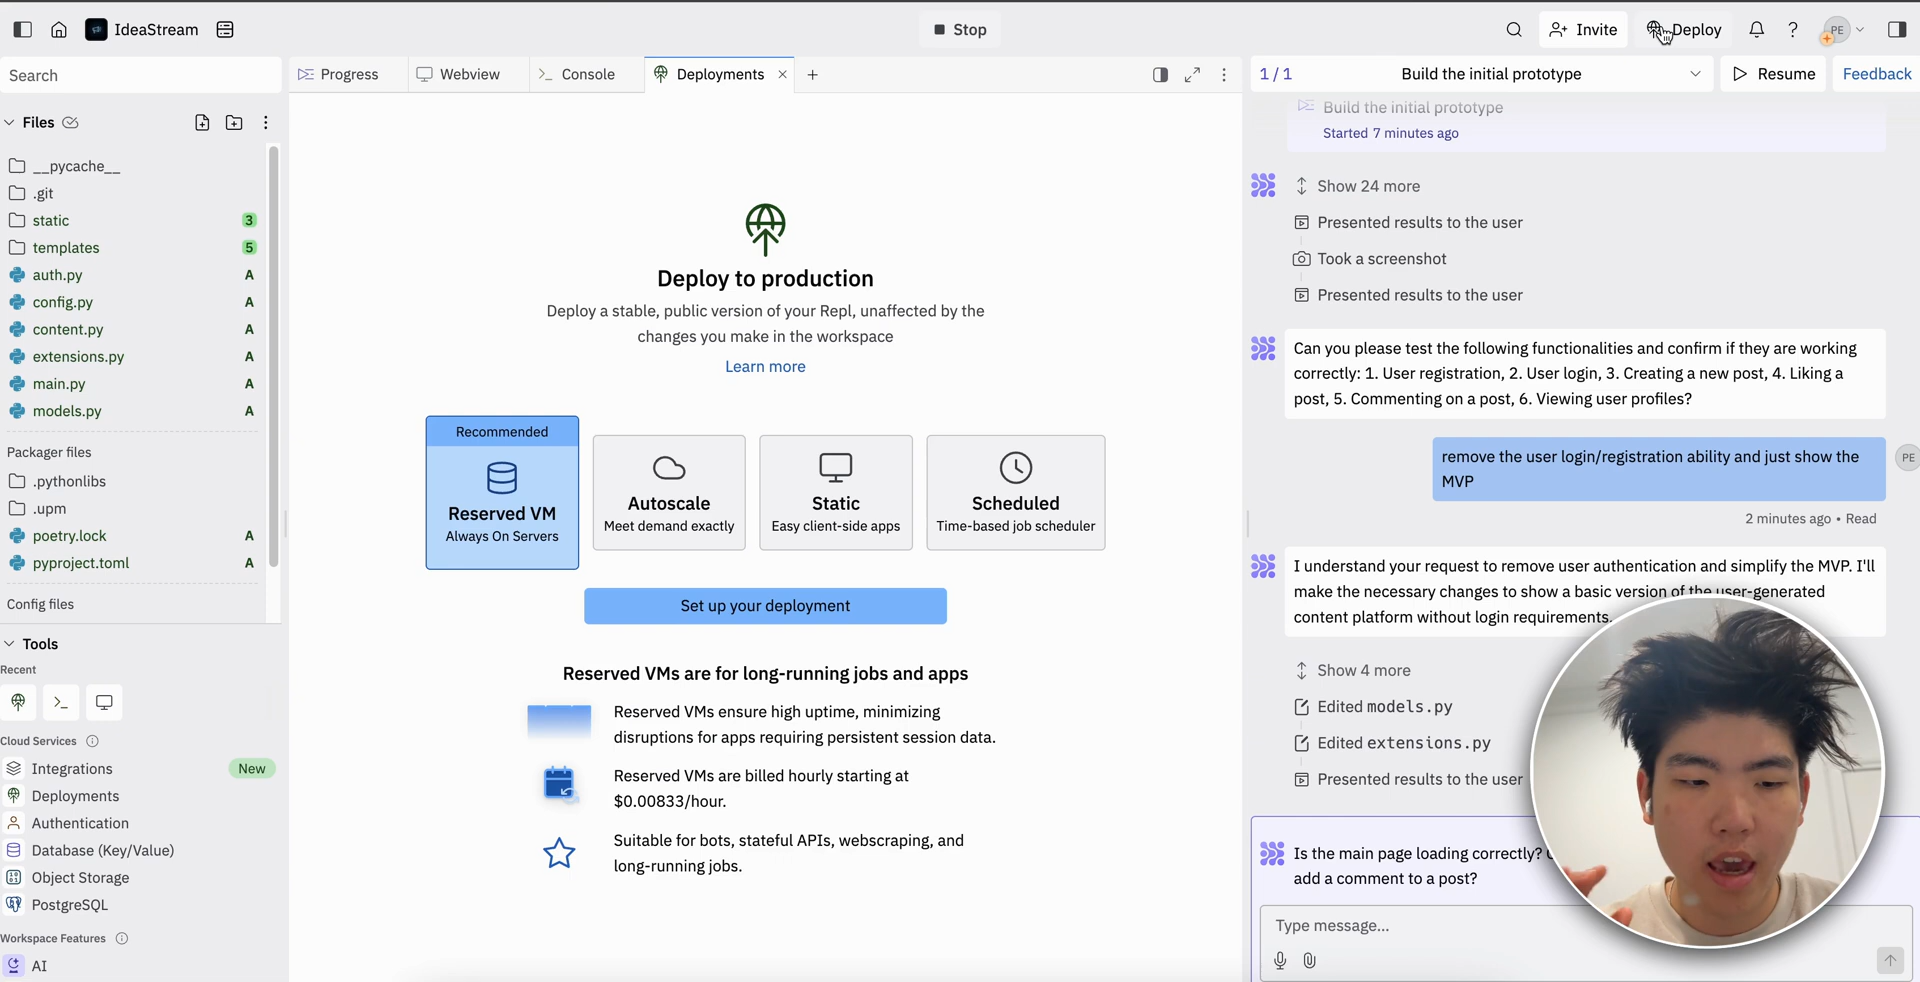 IdeaStream
Stop
Invite
Deploy
PE
Search
Progress
Webview
Console
Deployments
1 / 1
Build the initial prototype
Resume
Feedback
Files
__pycache__
.git
static 3
templates 5
auth.py A
config.py A
content.py A
extensions.py A
main.py A
models.py A
Packager files
.pythonlibs
.upm
poetry.lock A
pyproject.toml A
Config files
Tools
Recent
Cloud Services
Integrations New
Deployments
Authentication
Database (Key/Value)
Object Storage
PostgreSQL
Workspace Features
AI
Deploy to production
Deploy a stable, public version of your Repl, unaffected by the
changes you make in the workspace
Learn more
Recommended
Reserved VM
Always On Servers
Autoscale
Meet demand exactly
Static
Easy client-side apps
Scheduled
Time-based job scheduler
Set up your deployment
Reserved VMs are for long-running jobs and apps
Reserved VMs ensure high uptime, minimizing
disruptions for apps requiring persistent session data.
Reserved VMs are billed hourly starting at
$0.00833/hour.
Suitable for bots, stateful APIs, webscraping, and
long-running jobs.
Build the initial prototype
Started 7 minutes ago
Show 24 more
Presented results to the user
Took a screenshot
Presented results to the user
Can you please test the following functionalities and confirm if they are working
correctly: 1. User registration, 2. User login, 3. Creating a new post, 4. Liking a
post, 5. Commenting on a post, 6. Viewing user profiles?
remove the user login/registration ability and just show the
MVP
PE
2 minutes ago • Read
I understand your request to remove user authentication and simplify the MVP. I'll
make the necessary changes to show a basic version of the user-generated
content platform without login requirements.
Show 4 more
Edited models.py
Edited extensions.py
Presented results to the user
Is the main page loading correctly?
add a comment to a post?
Type message...